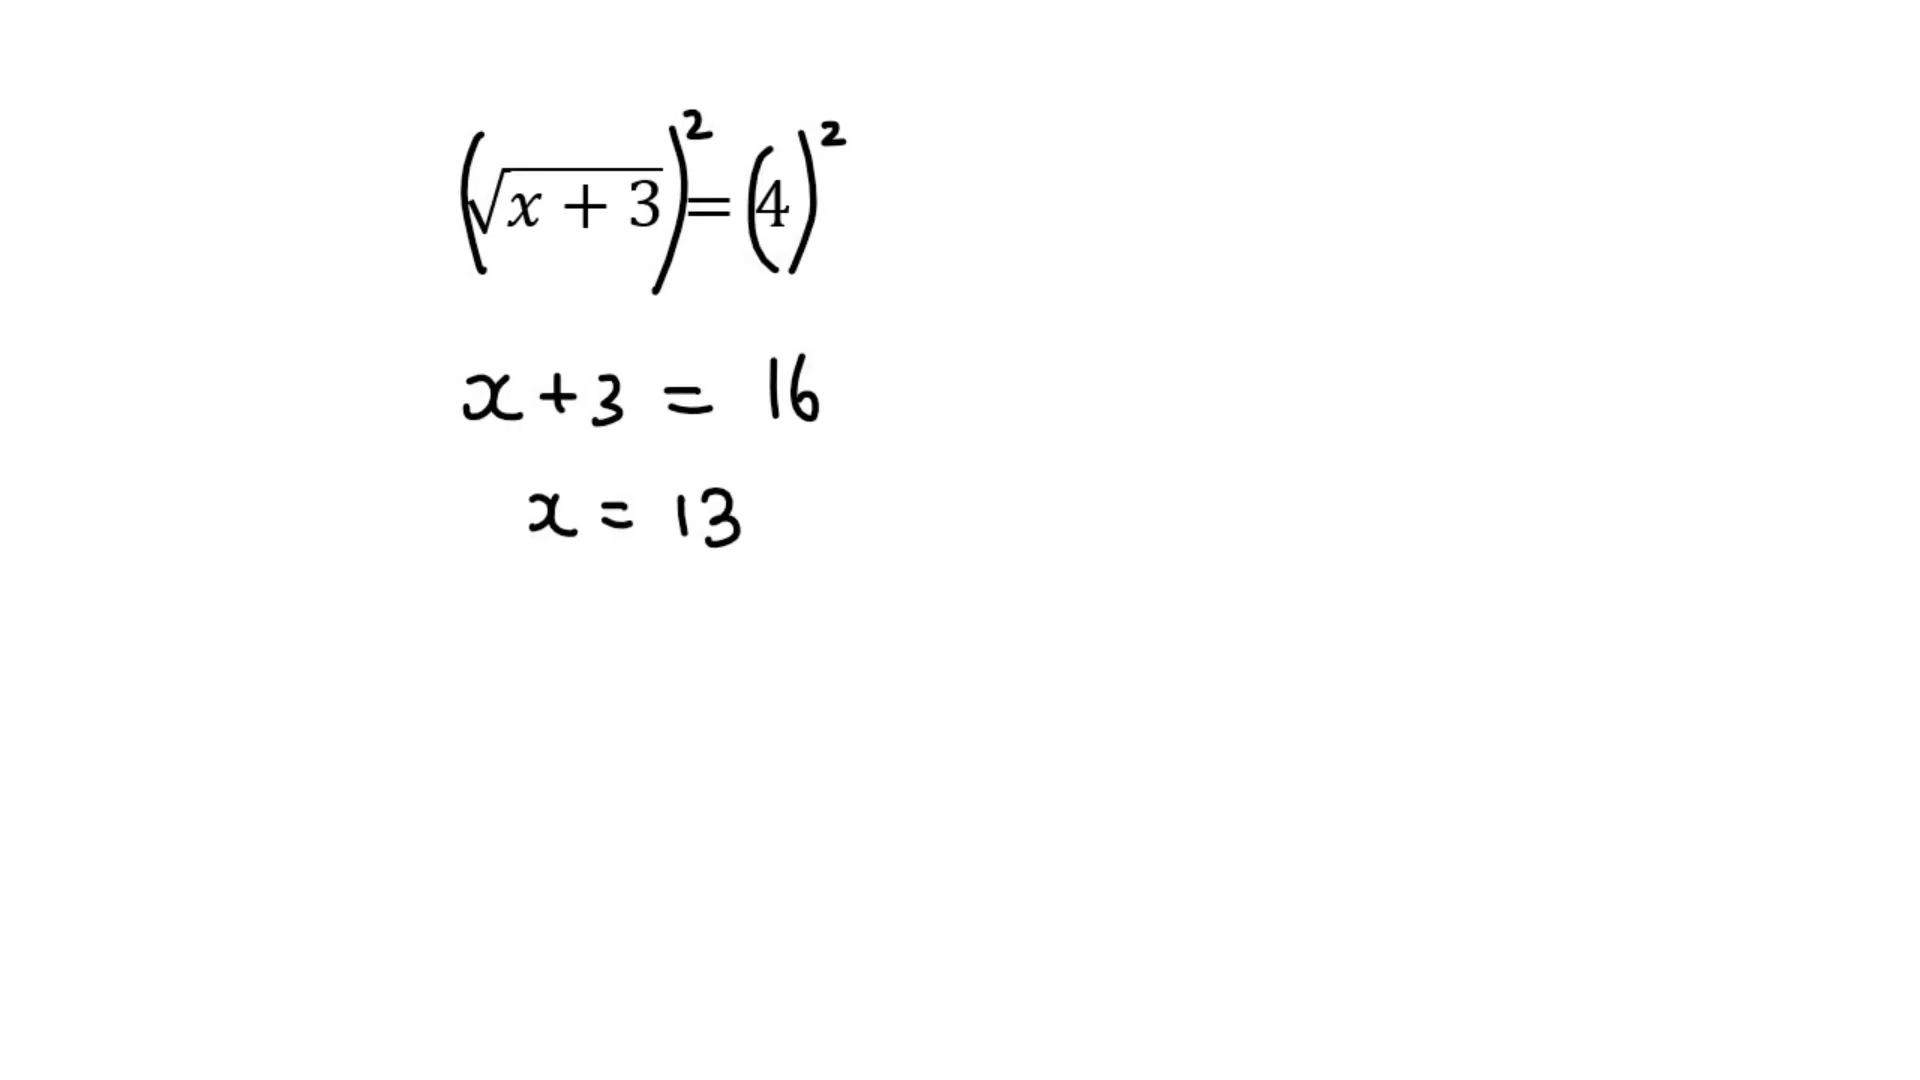 (√(x + 3))² = (4)²
x + 3 = 16
x = 13